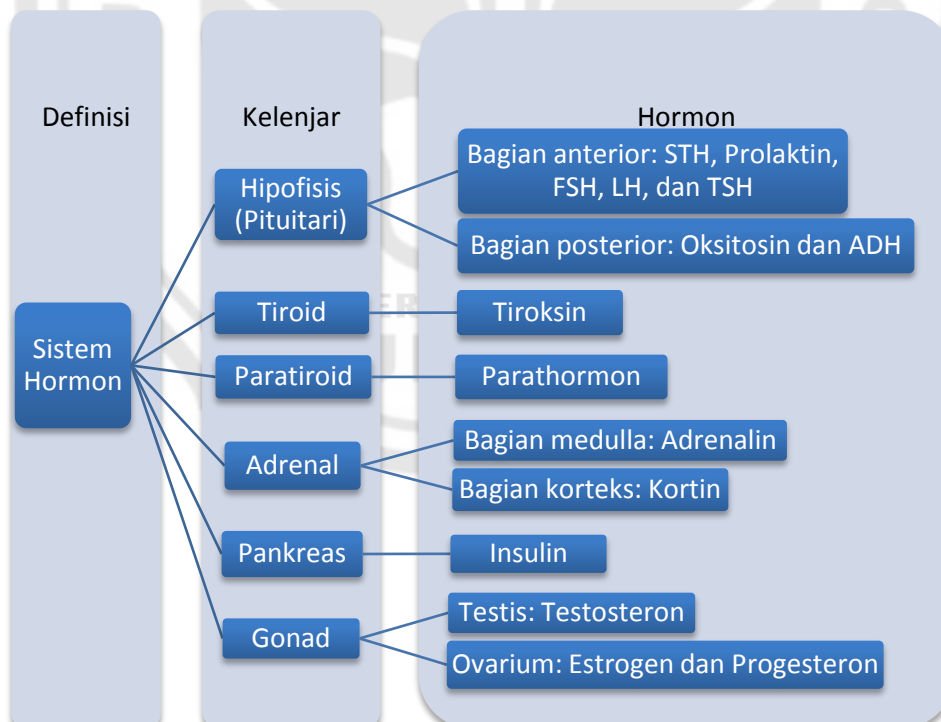 Definisi
Kelenjar
Hormon
Sistem
Hormon
Hipofisis
(Pituitari)
Bagian anterior: STH, Prolaktin,
FSH, LH, dan TSH
Bagian posterior: Oksitosin dan ADH
Tiroid
Tiroksin
Paratiroid
Parathormon
Adrenal
Bagian medulla: Adrenalin
Bagian korteks: Kortin
Pankreas
Insulin
Gonad
Testis: Testosteron
Ovarium: Estrogen dan Progesteron